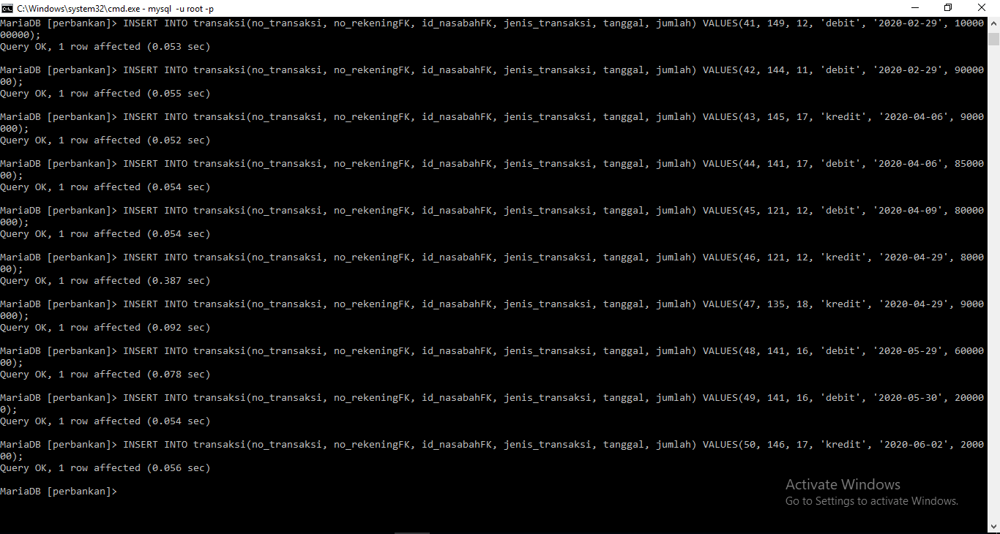 C:\Windows\system32\cmd.exe - mysql  -u root -p
MariaDB [perbankan]> INSERT INTO transaksi(no_transaksi, no_rekeningFK, id_nasabahFK, jenis_transaksi, tanggal, jumlah) VALUES(41, 149, 12, 'debit', '2020-02-29', 10000
00000);
Query OK, 1 row affected (0.053 sec)
MariaDB [perbankan]> INSERT INTO transaksi(no_transaksi, no_rekeningFK, id_nasabahFK, jenis_transaksi, tanggal, jumlah) VALUES(42, 144, 11, 'debit', '2020-02-29', 90000
00);
Query OK, 1 row affected (0.055 sec)
MariaDB [perbankan]> INSERT INTO transaksi(no_transaksi, no_rekeningFK, id_nasabahFK, jenis_transaksi, tanggal, jumlah) VALUES(43, 145, 17, 'kredit', '2020-04-06', 9000
000);
Query OK, 1 row affected (0.052 sec)
MariaDB [perbankan]> INSERT INTO transaksi(no_transaksi, no_rekeningFK, id_nasabahFK, jenis_transaksi, tanggal, jumlah) VALUES(44, 141, 17, 'debit', '2020-04-06', 85000
00);
Query OK, 1 row affected (0.054 sec)
MariaDB [perbankan]> INSERT INTO transaksi(no_transaksi, no_rekeningFK, id_nasabahFK, jenis_transaksi, tanggal, jumlah) VALUES(45, 121, 12, 'debit', '2020-04-09', 80000
000);
Query OK, 1 row affected (0.054 sec)
MariaDB [perbankan]> INSERT INTO transaksi(no_transaksi, no_rekeningFK, id_nasabahFK, jenis_transaksi, tanggal, jumlah) VALUES(46, 121, 12, 'kredit', '2020-04-29', 8000
00);
Query OK, 1 row affected (0.387 sec)
MariaDB [perbankan]> INSERT INTO transaksi(no_transaksi, no_rekeningFK, id_nasabahFK, jenis_transaksi, tanggal, jumlah) VALUES(47, 135, 18, 'kredit', '2020-04-29', 9000
000);
Query OK, 1 row affected (0.092 sec)
MariaDB [perbankan]> INSERT INTO transaksi(no_transaksi, no_rekeningFK, id_nasabahFK, jenis_transaksi, tanggal, jumlah) VALUES(48, 141, 16, 'debit', '2020-05-29', 60000
00);
Query OK, 1 row affected (0.078 sec)
MariaDB [perbankan]> INSERT INTO transaksi(no_transaksi, no_rekeningFK, id_nasabahFK, jenis_transaksi, tanggal, jumlah) VALUES(49, 141, 16, 'debit', '2020-05-30', 20000
0);
Query OK, 1 row affected (0.054 sec)
MariaDB [perbankan]> INSERT INTO transaksi(no_transaksi, no_rekeningFK, id_nasabahFK, jenis_transaksi, tanggal, jumlah) VALUES(50, 146, 17, 'kredit', '2020-06-02', 2000
00);
Query OK, 1 row affected (0.056 sec)
MariaDB [perbankan]>
Activate Windows
Go to Settings to activate Windows.